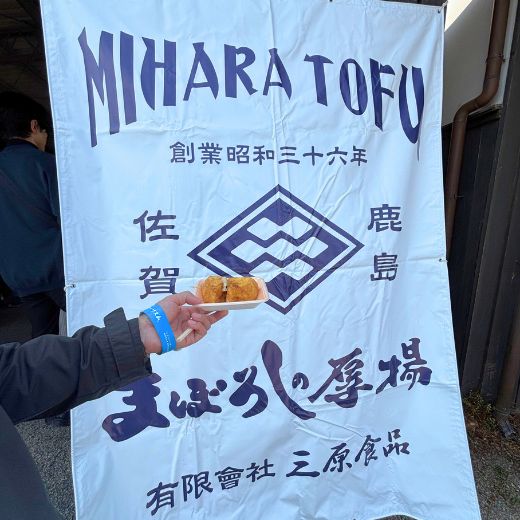 MIHARA TOFU
創業昭和三十六年
佐賀
鹿島
まぼろしの厚揚
有限會社 三原食品